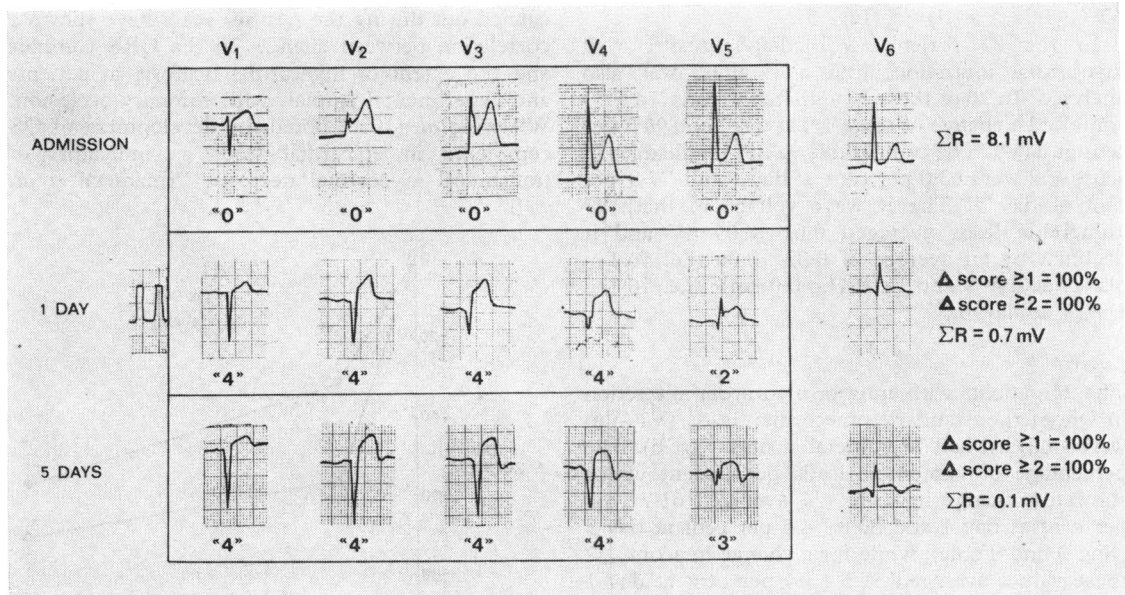 V1 V2 V3 V4 V5 V6
ADMISSION
ΣR = 8.1 mV
«0» «0» «0» «0» «0»
1 DAY
Δ score ≥ 1 = 100%
Δ score ≥ 2 = 100%
ΣR = 0.7 mV
«4» «4» «4» «4» «2»
5 DAYS
Δ score ≥ 1 = 100%
Δ score ≥ 2 = 100%
ΣR = 0.1 mV
«4» «4» «4» «4» «3»